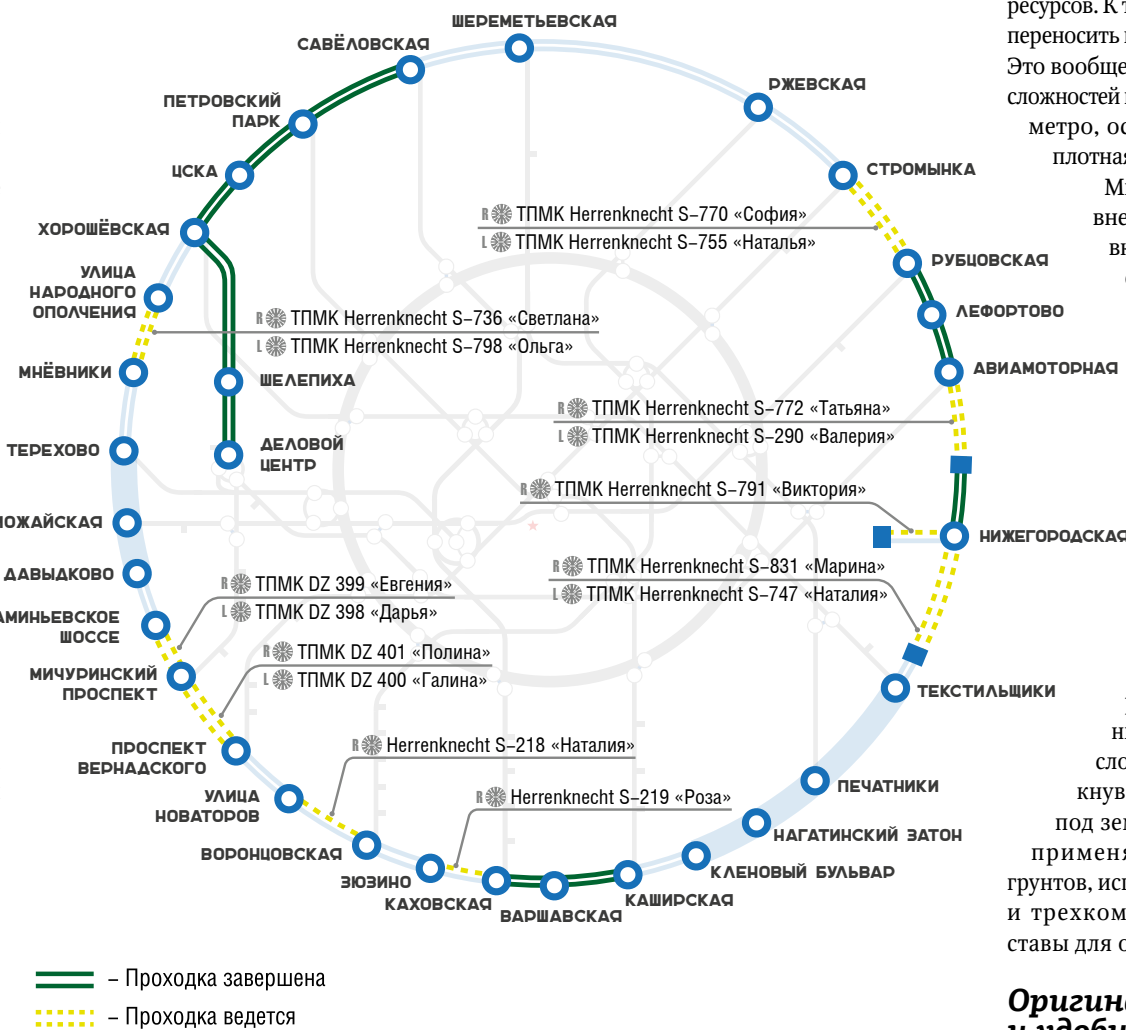 ШЕРЕМЕТЬЕВСКАЯ
САВЁЛОВСКАЯ
РЖЕВСКАЯ
ПЕТРОВСКИЙ
ПАРК
ЦСКА
СТРОМЫНКА
ХОРОШЁВСКАЯ
R ТПМК Herrenknecht S–770 «София»
L ТПМК Herrenknecht S–755 «Наталья»
РУБЦОВСКАЯ
УЛИЦА
НАРОДНОГО
ОПОЛЧЕНИЯ
ЛЕФОРТОВО
R ТПМК Herrenknecht S–736 «Светлана»
L ТПМК Herrenknecht S–798 «Ольга»
МНЁВНИКИ
АВИАМОТОРНАЯ
ШЕЛЕПИХА
R ТПМК Herrenknecht S–772 «Татьяна»
L ТПМК Herrenknecht S–290 «Валерия»
ТЕРЕХОВО
ДЕЛОВОЙ
ЦЕНТР
R ТПМК Herrenknecht S–791 «Виктория»
МОЖАЙСКАЯ
НИЖЕГОРОДСКАЯ
ДАВЫДКОВО
R ТПМК Herrenknecht S–831 «Марина»
L ТПМК Herrenknecht S–747 «Наталия»
R ТПМК DZ 399 «Евгения»
L ТПМК DZ 398 «Дарья»
АМИНЬЕВСКОЕ
ШОССЕ
R ТПМК DZ 401 «Полина»
L ТПМК DZ 400 «Галина»
МИЧУРИНСКИЙ
ПРОСПЕКТ
ТЕКСТИЛЬЩИКИ
ПРОСПЕКТ
ВЕРНАДСКОГО
R Herrenknecht S–218 «Наталия»
ПЕЧАТНИКИ
УЛИЦА
НОВАТОРОВ
R Herrenknecht S–219 «Роза»
НАГАТИНСКИЙ ЗАТОН
ВОРОНЦОВСКАЯ
КЛЕНОВЫЙ БУЛЬВАР
ЗЮЗИНО
КАХОВСКАЯ
ВАРШАВСКАЯ
КАШИРСКАЯ
– Проходка завершена
– Проходка ведется
ресурсов. К т
переносить
Это вообще
сложностей
метро, ос
плотная
вне
сло
кнув
под зем
применя
грунтов, исп
и трехком
ставы для о
Оригина
и удобн